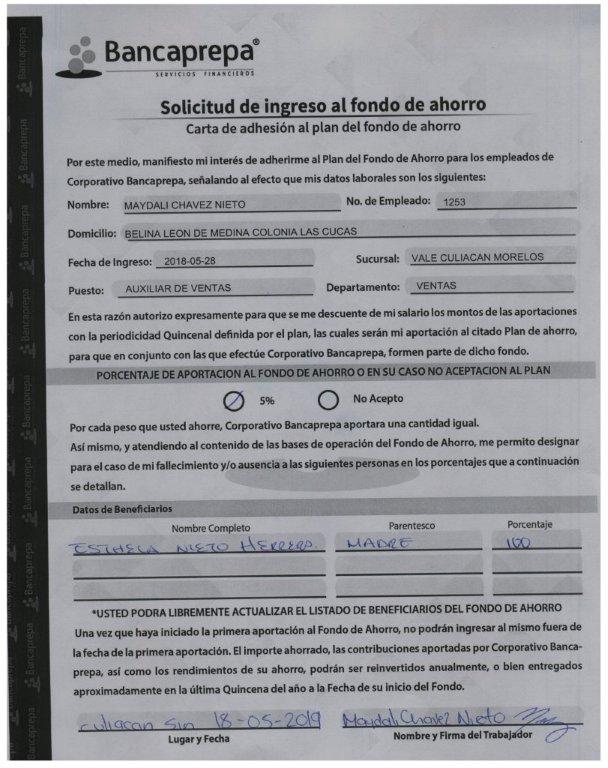 Bancaprepa®
SERVICIOS FINANCIEROS
Solicitud de ingreso al fondo de ahorro
Carta de adhesión al plan del fondo de ahorro
Por este medio, manifiesto mi interés de adherirme al Plan del Fondo de Ahorro para los empleados de
Corporativo Bancaprepa, señalando al efecto que mis datos laborales son los siguientes:
Nombre: MAYDALI CHAVEZ NIETO No. de Empleado: 1253
Domicilio: BELINA LEON DE MEDINA COLONIA LAS CUCAS
Fecha de Ingreso: 2018-05-28 Sucursal: VALE CULIACAN MORELOS
Puesto: AUXILIAR DE VENTAS Departamento: VENTAS
En esta razón autorizo expresamente para que se me descuente de mi salario los montos de las aportaciones
con la periodicidad Quincenal definida por el plan, las cuales serán mi aportación al citado Plan de ahorro,
para que en conjunto con las que efectúe Corporativo Bancaprepa, formen parte de dicho fondo.
PORCENTAJE DE APORTACION AL FONDO DE AHORRO O EN SU CASO NO ACEPTACION AL PLAN
5% No Acepto
Por cada peso que usted ahorre, Corporativo Bancaprepa aportara una cantidad igual.
Así mismo, y atendiendo al contenido de las bases de operación del Fondo de Ahorro, me permito designar
para el caso de mi fallecimiento y/o ausencia a las siguientes personas en los porcentajes que a continuación
se detallan.
Datos de Beneficiarios
Nombre Completo Parentesco Porcentaje
ESTHELA NIETO HERRERO. MADRE 100
*USTED PODRA LIBREMENTE ACTUALIZAR EL LISTADO DE BENEFICIARIOS DEL FONDO DE AHORRO
Una vez que haya iniciado la primera aportación al Fondo de Ahorro, no podrán ingresar al mismo fuera de
la fecha de la primera aportación. El importe ahorrado, las contribuciones aportadas por Corporativo Banca-
prepa, así como los rendimientos de su ahorro, podrán ser reinvertidos anualmente, o bien entregados
aproximadamente en la última Quincena del año a la Fecha de su inicio del Fondo.
Culiacan Sin 18-05-2019 Maydali Chavez Nieto
Lugar y Fecha Nombre y Firma del Trabajador